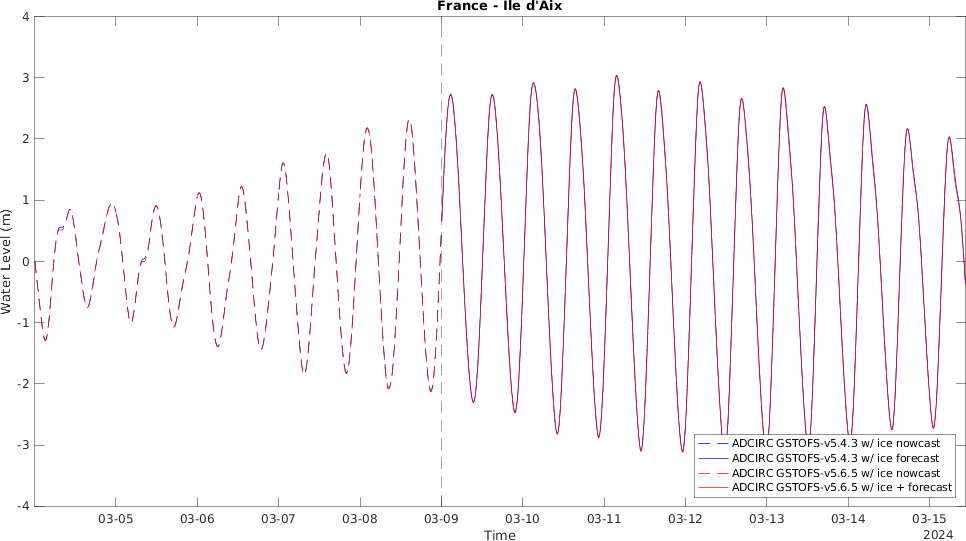 France - Ile d'Aix
4
3
2
1
0
-1
-2
-3
-4
Water Level (m)
03-05 03-06 03-07 03-08 03-09 03-10 03-11 03-12 03-13 03-14 03-15
Time
2024
ADCIRC GSTOFS-v5.4.3 w/ ice nowcast
ADCIRC GSTOFS-v5.4.3 w/ ice forecast
ADCIRC GSTOFS-v5.6.5 w/ ice nowcast
ADCIRC GSTOFS-v5.6.5 w/ ice + forecast